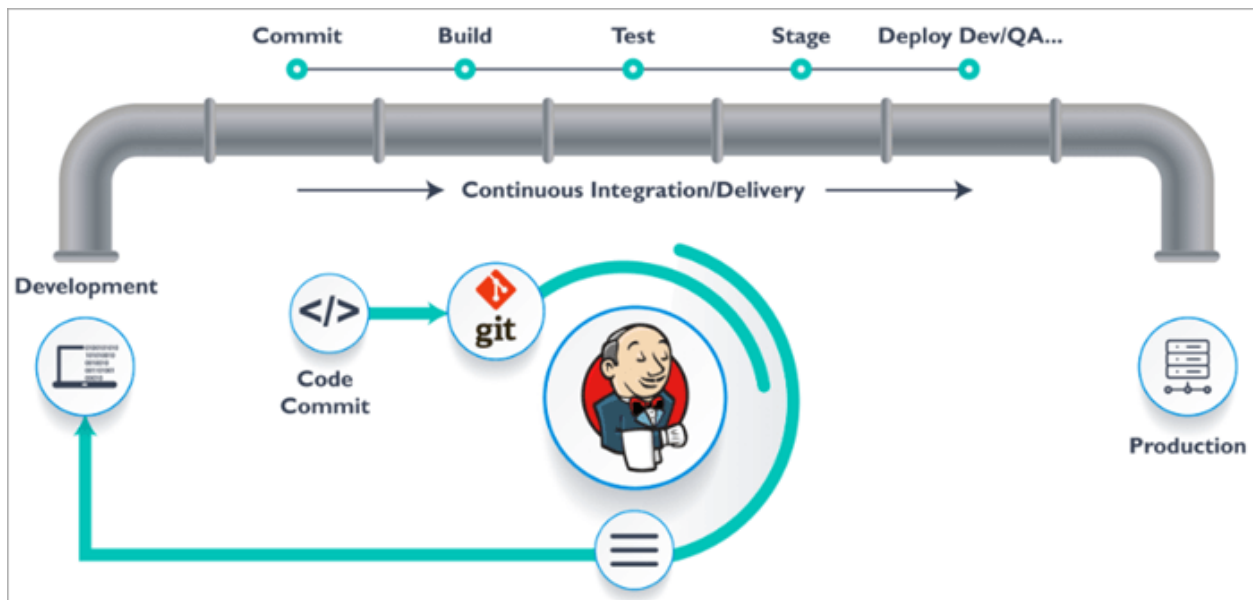 Commit
Build
Test
Stage
Deploy Dev/QA...
Continuous Integration/Delivery
Development
</>
git
Code
Commit
Production